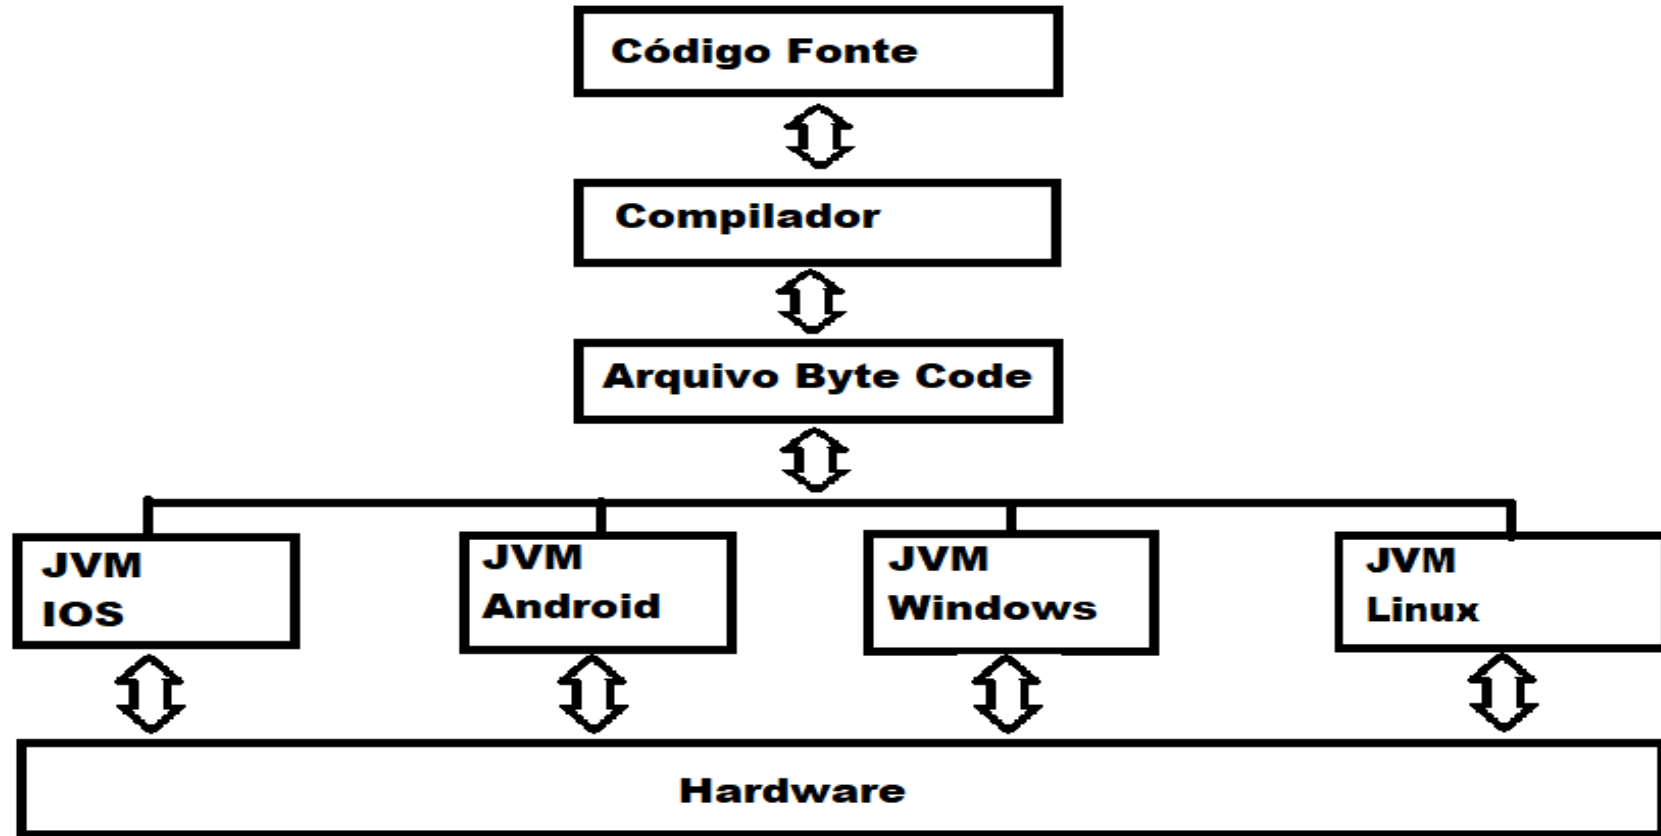 Código Fonte
Compilador
Arquivo Byte Code
JVM
IOS
JVM
Android
JVM
Windows
JVM
Linux
Hardware